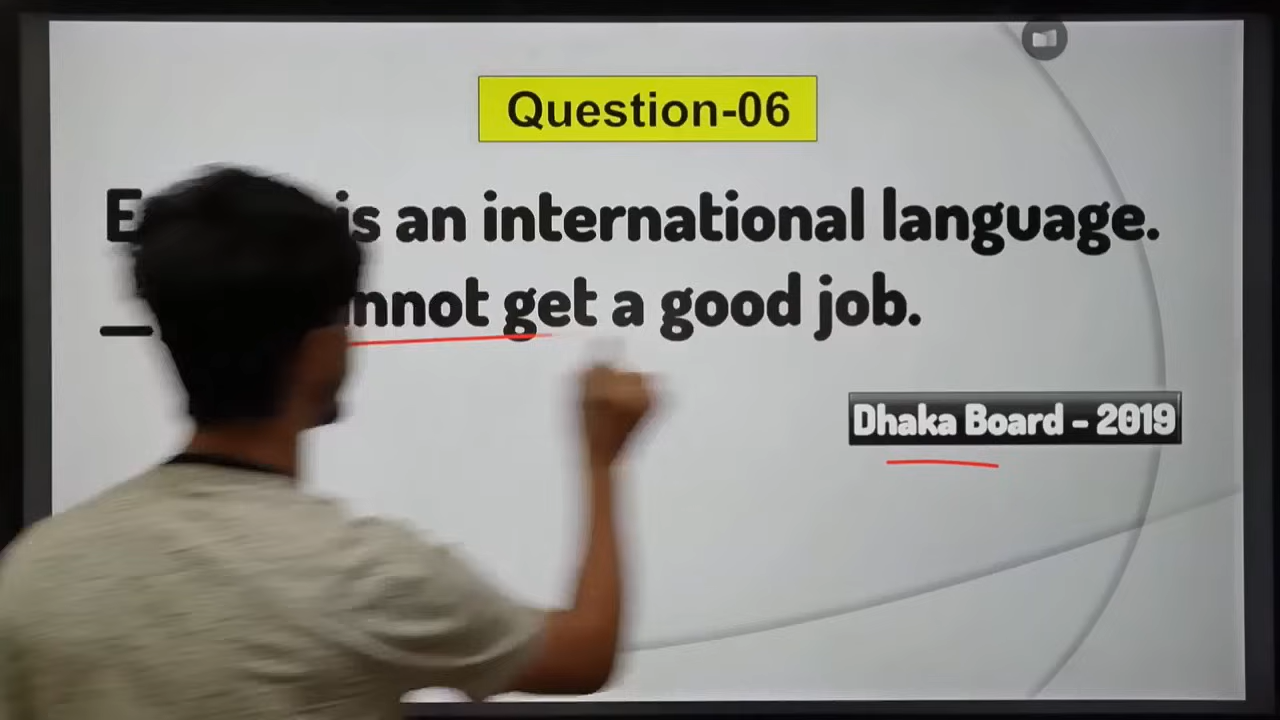 Question-06
is an international language.
get a good job.
Dhaka Board - 2019